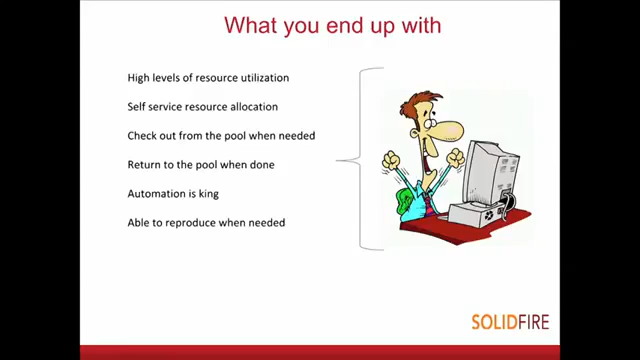 What you end up with
High levels of resource utilization
Self service resource allocation
Check out from the pool when needed
Return to the pool when done
Automation is king
Able to reproduce when needed
SOLIDFIRE